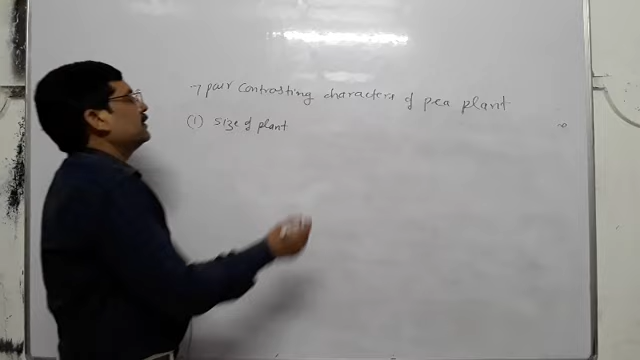 7 pair contrasting characters of pea plant
(1) size of plant